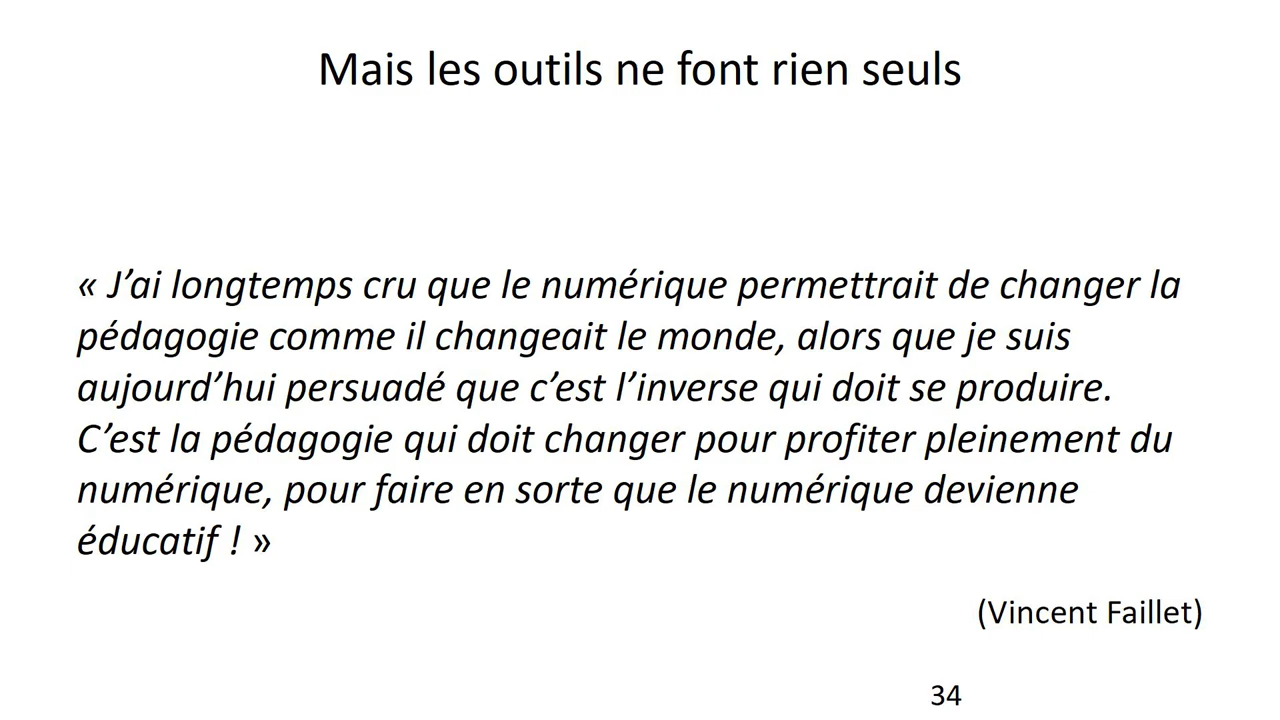 Mais les outils ne font rien seuls
« J’ai longtemps cru que le numérique permettrait de changer la
pédagogie comme il changeait le monde, alors que je suis
aujourd’hui persuadé que c’est l’inverse qui doit se produire.
C’est la pédagogie qui doit changer pour profiter pleinement du
numérique, pour faire en sorte que le numérique devienne
éducatif ! »
(Vincent Faillet)
34